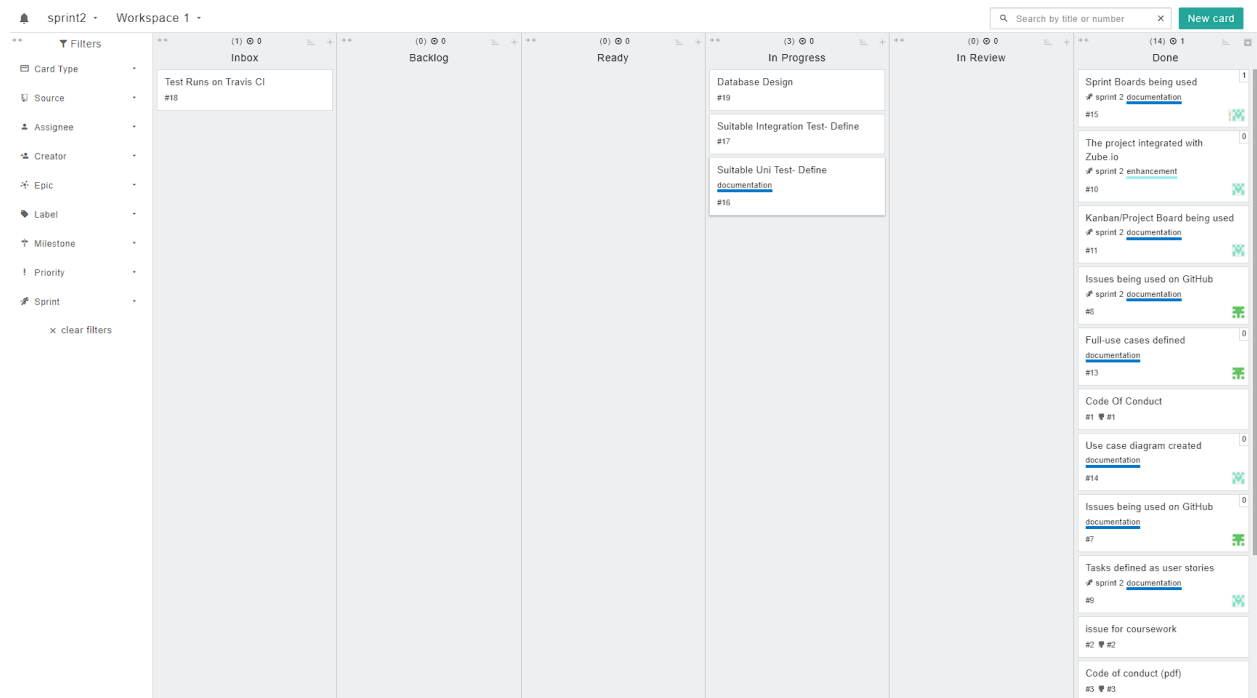 sprint2
Workspace 1
Search by title or number
New card
Filters
Card Type
Source
Assignee
Creator
Epic
Label
Milestone
Priority
Sprint
clear filters
(1) 0
Inbox
Test Runs on Travis CI
#18
(0) 0
Backlog
(0) 0
Ready
(3) 0
In Progress
Database Design
#19
Suitable Integration Test- Define
#17
Suitable Uni Test- Define
documentation
#16
(0) 0
In Review
(14) 1
Done
1
Sprint Boards being used
sprint 2 documentation
#15
0
The project integrated with
Zube.io
sprint 2 enhancement
#10
Kanban/Project Board being used
sprint 2 documentation
#11
Issues being used on GitHub
sprint 2 documentation
#8
0
Full-use cases defined
documentation
#13
Code Of Conduct
#1 #1
0
Use case diagram created
documentation
#14
0
Issues being used on GitHub
documentation
#7
Tasks defined as user stories
sprint 2 documentation
#9
issue for coursework
#2 #2
Code of conduct (pdf)
#3 #3